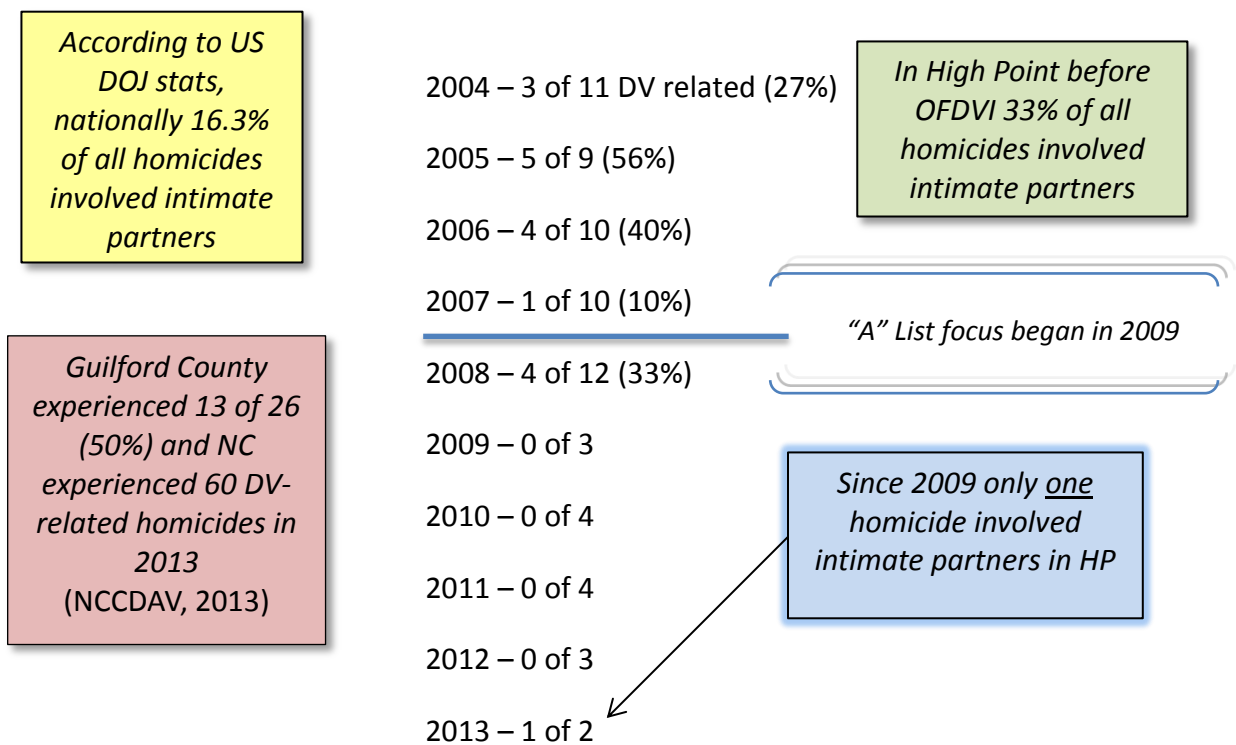 According to US
DOJ stats,
nationally 16.3%
of all homicides
involved intimate
partners
Guilford County
experienced 13 of 26
(50%) and NC
experienced 60 DV-
related homicides in
2013
(NCCDAV, 2013)
2004 – 3 of 11 DV related (27%)
2005 – 5 of 9 (56%)
2006 – 4 of 10 (40%)
2007 – 1 of 10 (10%)
2008 – 4 of 12 (33%)
2009 – 0 of 3
2010 – 0 of 4
2011 – 0 of 4
2012 – 0 of 3
2013 – 1 of 2
In High Point before
OFDVI 33% of all
homicides involved
intimate partners
“A” List focus began in 2009
Since 2009 only one
homicide involved
intimate partners in HP